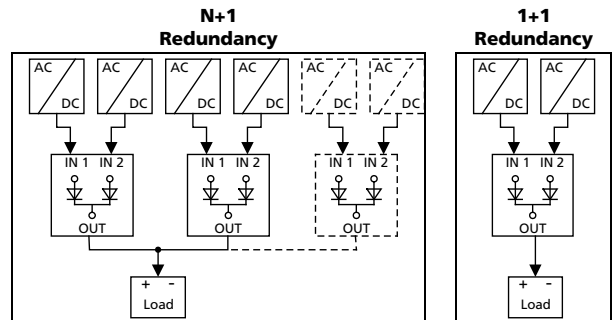 N+1
Redundancy
AC
DC
AC
DC
AC
DC
AC
DC
AC
DC
AC
DC
IN 1 IN 2
OUT
IN 1 IN 2
OUT
IN 1 IN 2
OUT
+ -
Load
1+1
Redundancy
AC
DC
AC
DC
IN 1 IN 2
OUT
+ -
Load